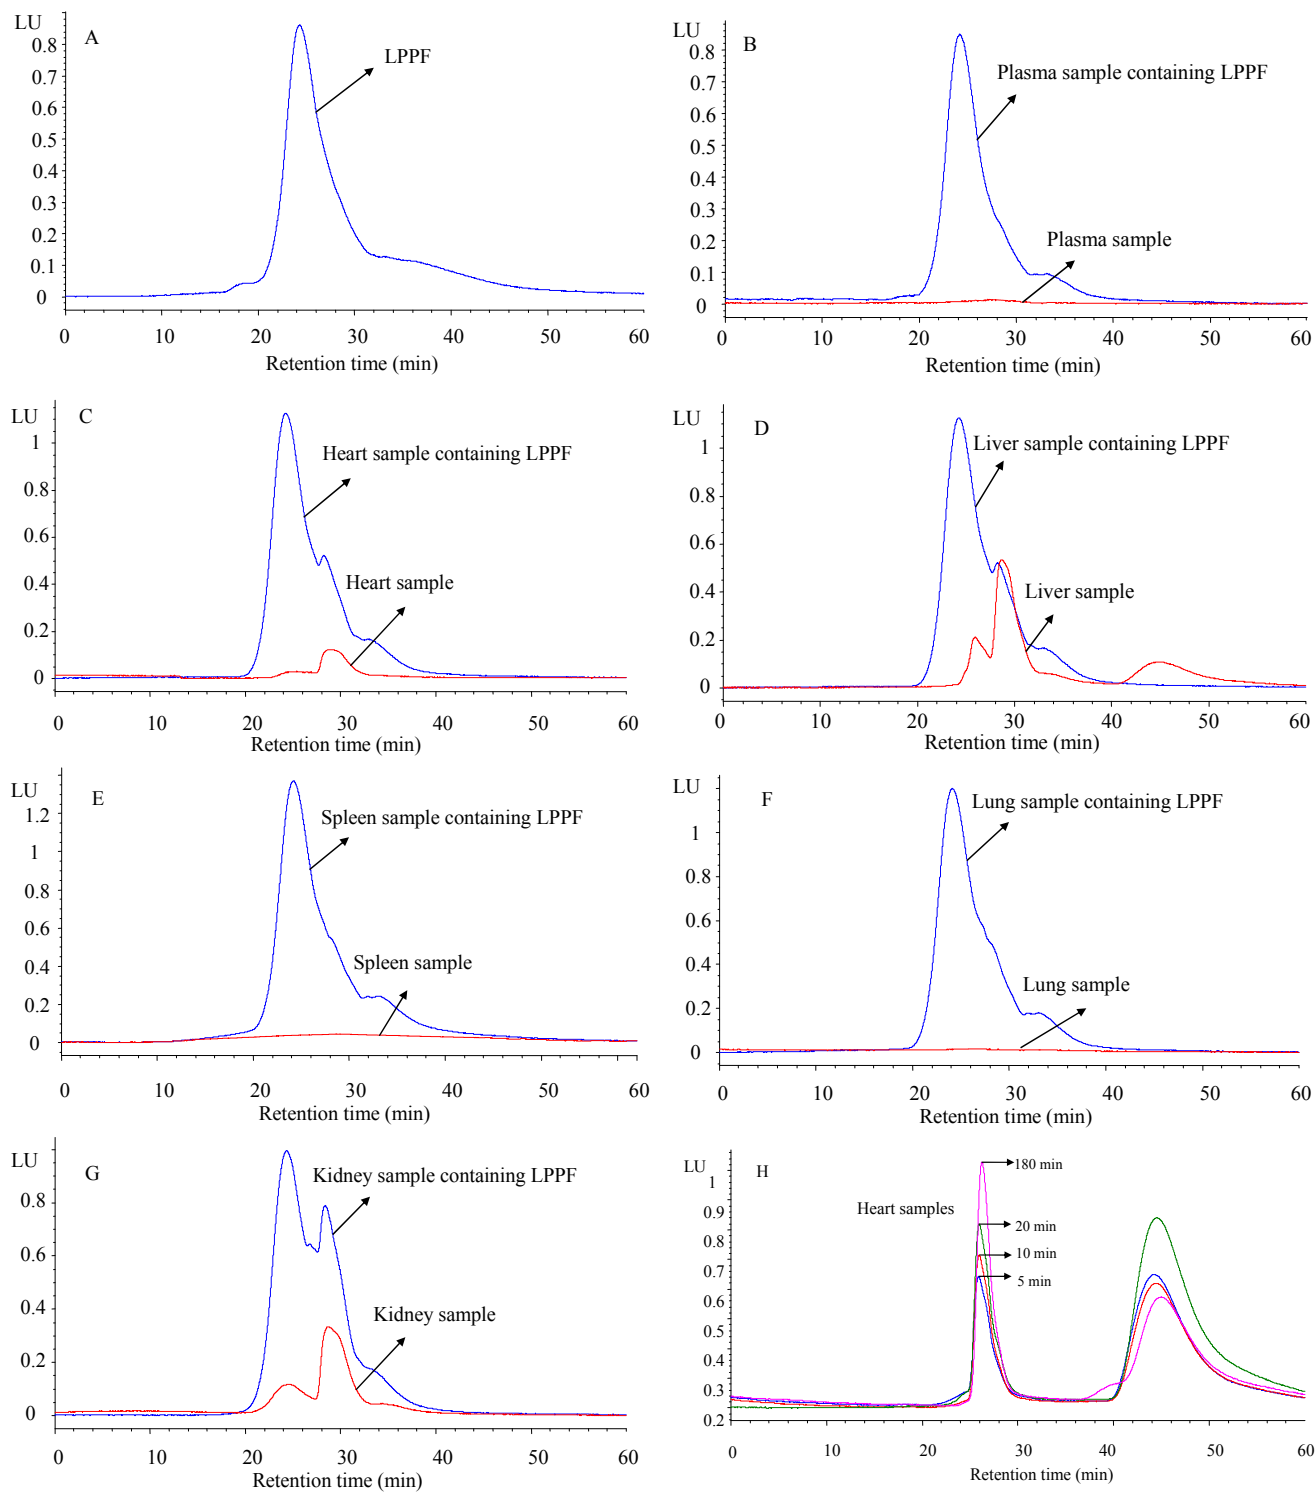 LU
A
LPPF
0.8
0.7
0.6
0.5
0.4
0.3
0.2
0.1
0
0 10 20 30 40 50 60
Retention time (min)
LU
B
Plasma sample containing LPPF
Plasma sample
0.8
0.7
0.6
0.5
0.4
0.3
0.2
0.1
0
0 10 20 30 40 50 60
Retention time (min)
LU
C
Heart sample containing LPPF
Heart sample
1
0.8
0.6
0.4
0.2
0
0 10 20 30 40 50 60
Retention time (min)
LU
D
Liver sample containing LPPF
Liver sample
1
0.8
0.6
0.4
0.2
0
0 10 20 30 40 50 60
Retention time (min)
LU
E
Spleen sample containing LPPF
Spleen sample
1.2
1
0.8
0.6
0.4
0.2
0
0 10 20 30 40 50 60
Retention time (min)
LU
F
Lung sample containing LPPF
Lung sample
1
0.8
0.6
0.4
0.2
0
0 10 20 30 40 50 60
Retention time (min)
LU
G
Kidney sample containing LPPF
Kidney sample
0.8
0.6
0.4
0.2
0
0 10 20 30 40 50 60
Retention time (min)
LU
H
180 min
Heart samples
20 min
10 min
5 min
1
0.9
0.8
0.7
0.6
0.5
0.4
0.3
0.2
0 10 20 30 40 50 60
Retention time (min)